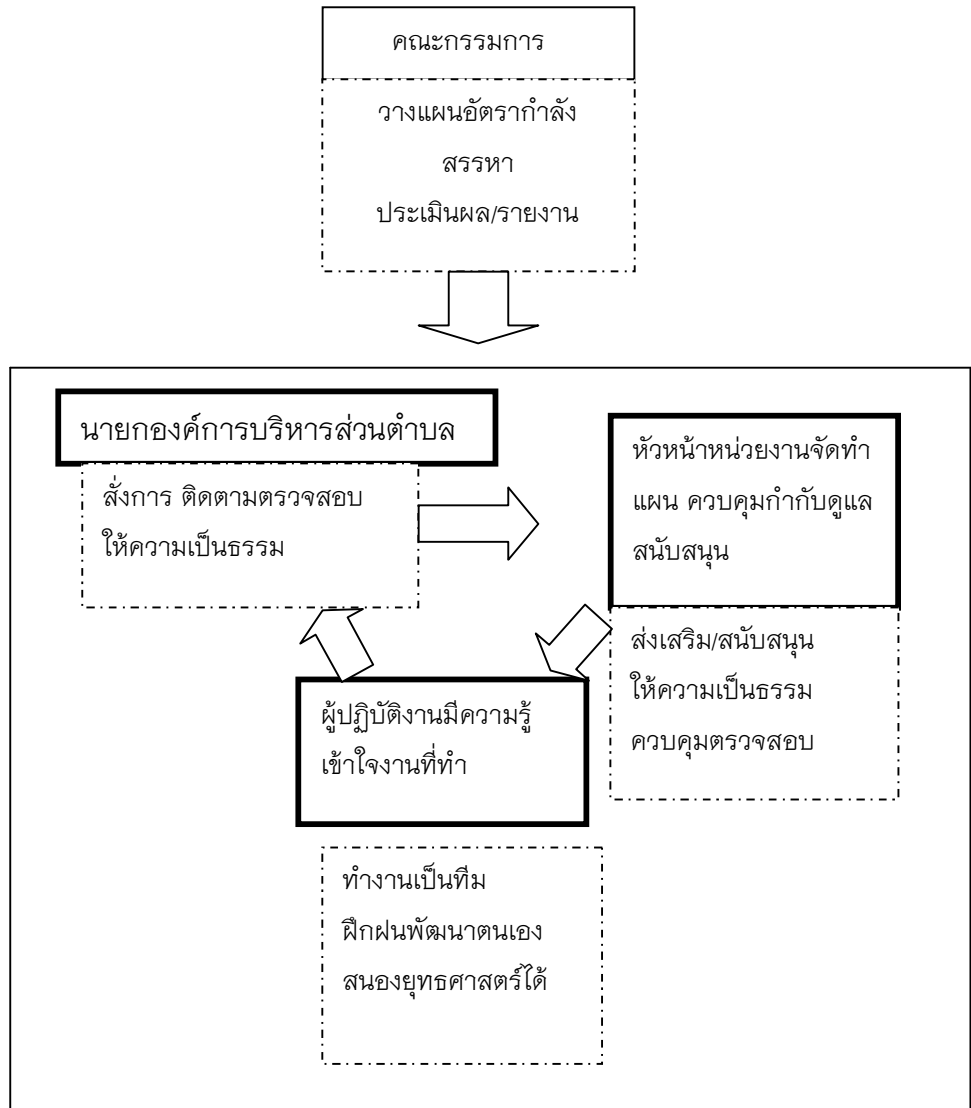 คณะกรรมการ
วางแผนอัตรากำลัง
สรรหา
ประเมินผล/รายงาน
นายกองค์การบริหารส่วนตำบล
สั่งการ ติดตามตรวจสอบ
ให้ความเป็นธรรม
หัวหน้าหน่วยงานจัดทำ
แผน ควบคุมกำกับดูแล
สนับสนุน
ส่งเสริม/สนับสนุน
ให้ความเป็นธรรม
ควบคุมตรวจสอบ
ผู้ปฏิบัติงานมีความรู้
เข้าใจงานที่ทำ
ทำงานเป็นทีม
ฝึกฝนพัฒนาตนเอง
สนองยุทธศาสตร์ได้